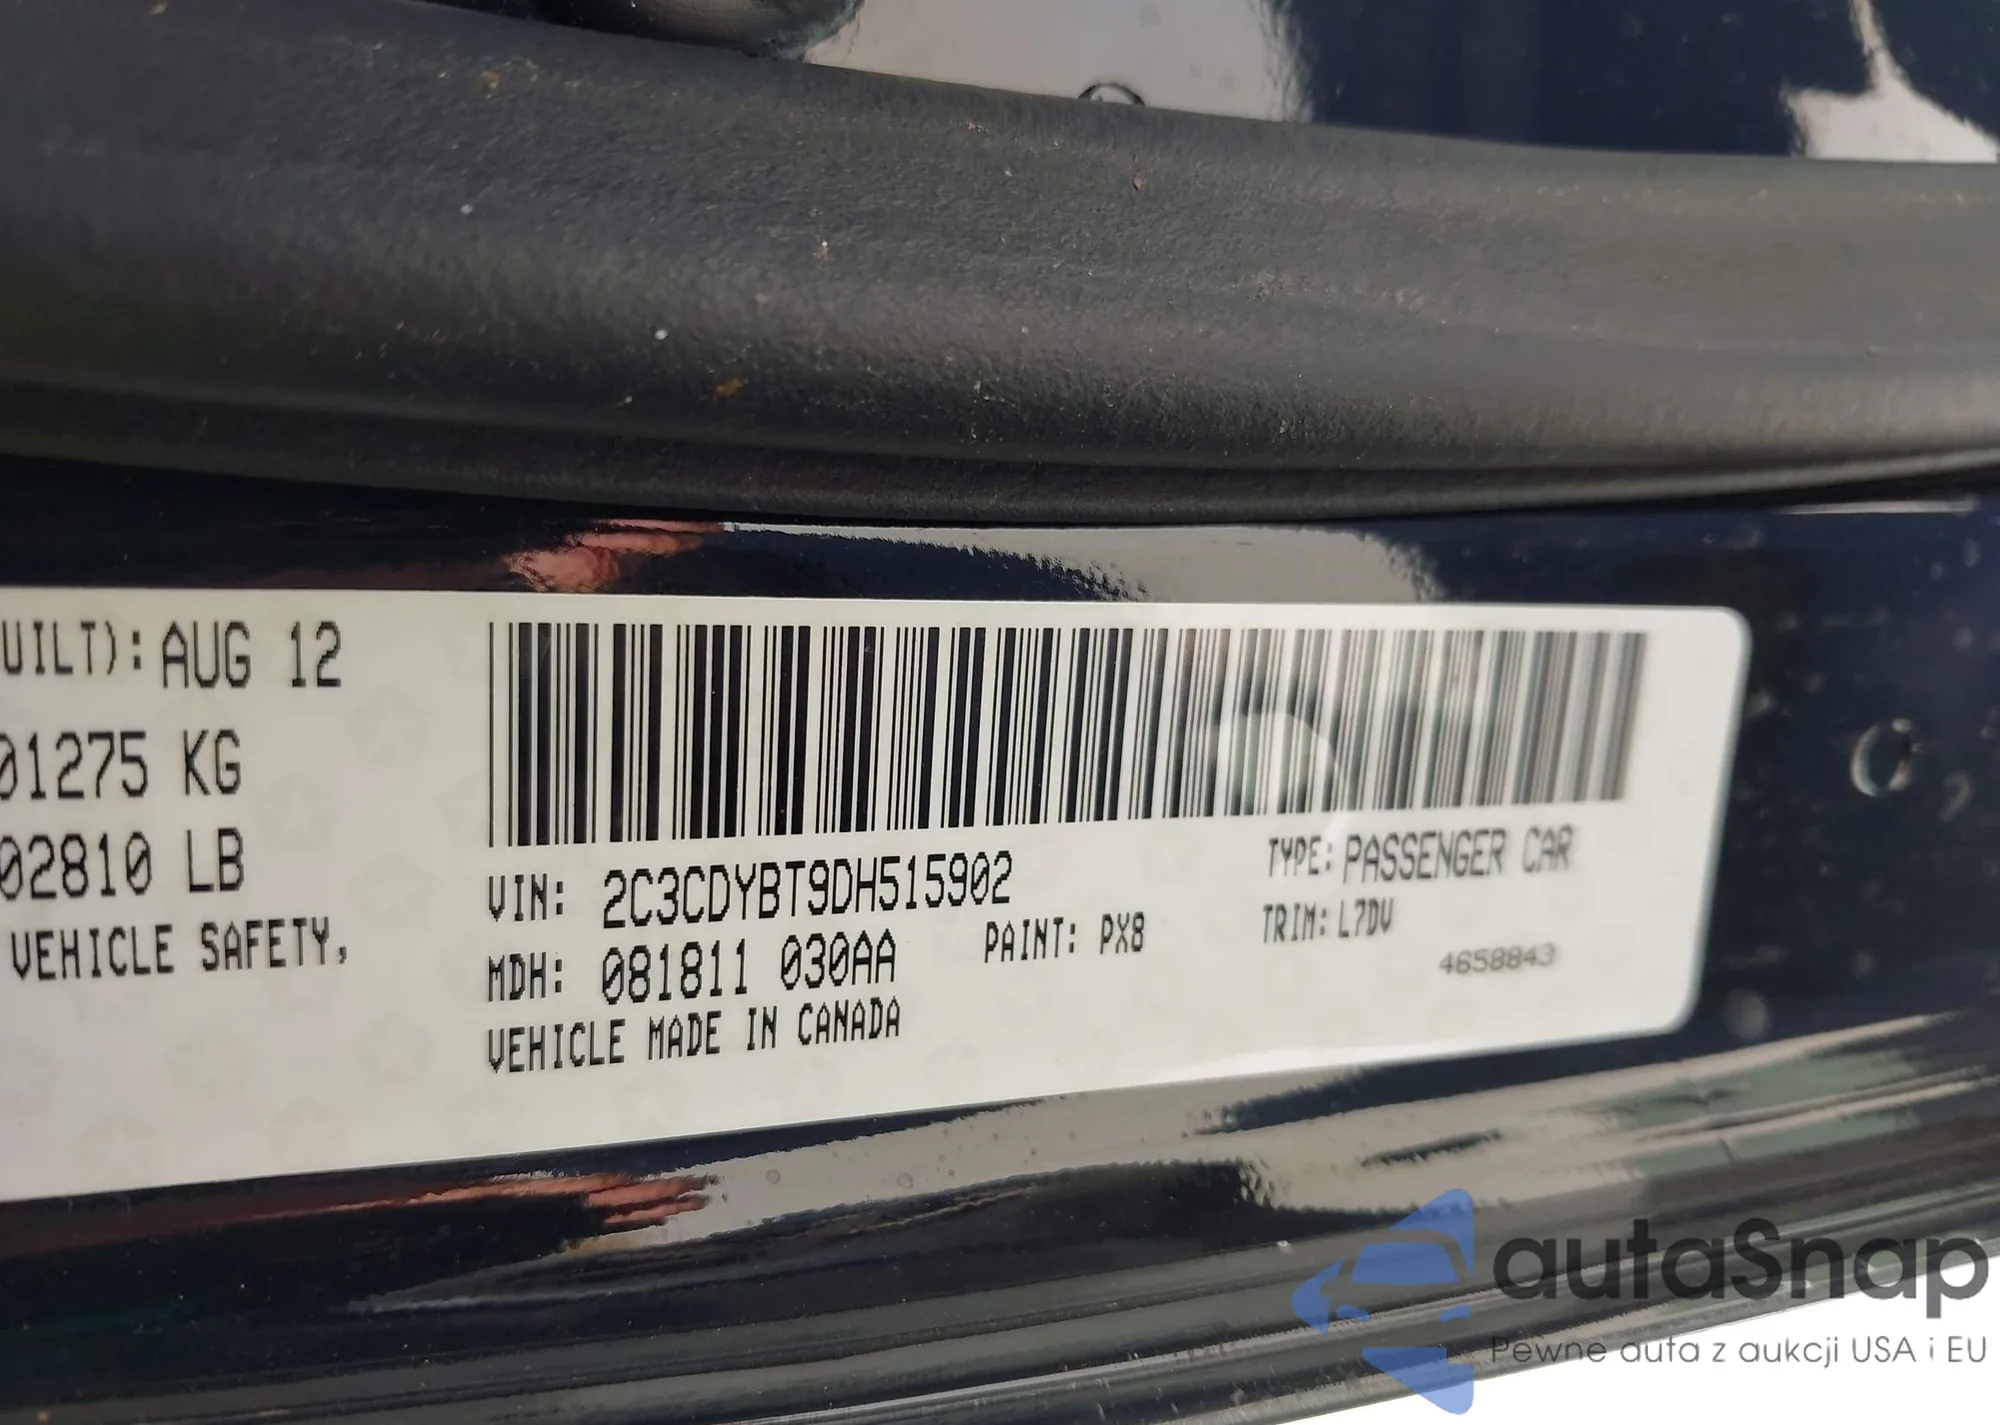 UILT): AUG 12
01275 KG
02810 LB
VEHICLE SAFETY,
VIN: 2C3CDYBT9DH515902
TYPE: PASSENGER CAR
MDH: 081811 030AA
PAINT: PX8
TRIM: L7DV
VEHICLE MADE IN CANADA
4658843
autaSnap
Pewne auta z aukcji USA i EU